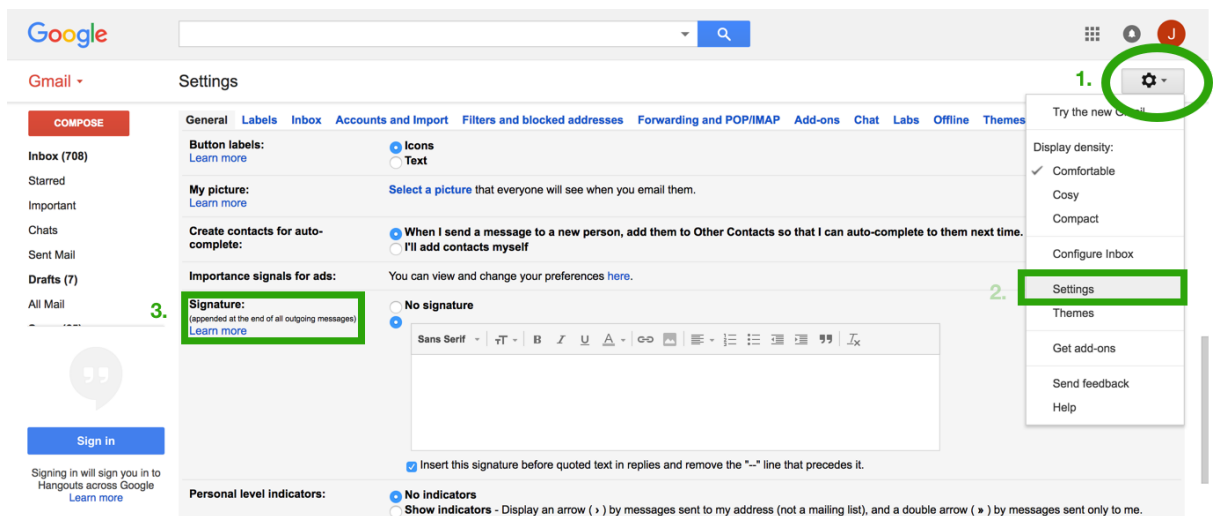 Google
J
Gmail
Settings
1.
COMPOSE
General Labels Inbox Accounts and Import Filters and blocked addresses Forwarding and POP/IMAP Add-ons Chat Labs Offline Themes
Try the new
Button labels:
Learn more
Icons
Text
Display density:
Comfortable
Cosy
Compact
Configure Inbox
2.
Settings
Themes
Get add-ons
Send feedback
Help
Inbox (708)
Starred
Important
Chats
Sent Mail
Drafts (7)
All Mail
My picture:
Learn more
Select a picture that everyone will see when you email them.
Create contacts for auto-
complete:
When I send a message to a new person, add them to Other Contacts so that I can auto-complete to them next time.
I'll add contacts myself
Importance signals for ads:
You can view and change your preferences here.
3.
Signature:
(appended at the end of all outgoing messages)
Learn more
No signature
Sans Serif тT B I U A Tx
Insert this signature before quoted text in replies and remove the "--" line that precedes it.
Sign in
Signing in will sign you in to
Hangouts across Google
Learn more
Personal level indicators:
No indicators
Show indicators - Display an arrow ( › ) by messages sent to my address (not a mailing list), and a double arrow ( » ) by messages sent only to me.